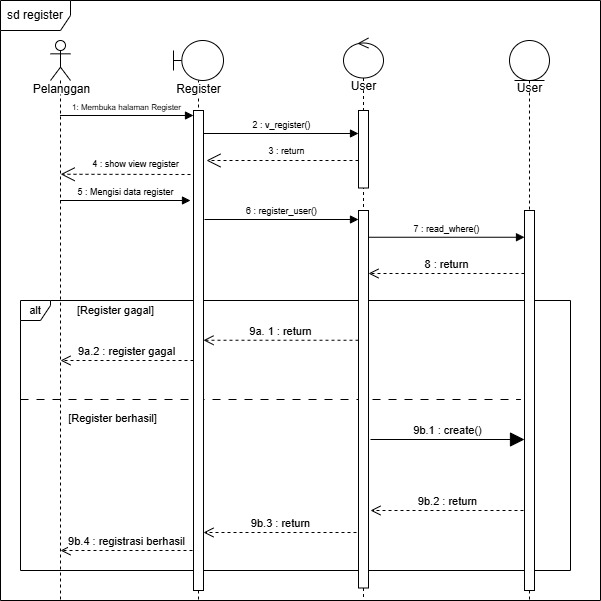 sd register
Pelanggan
Register
User
User
1: Membuka halaman Register
2 : v_register()
3 : return
4 : show view register
5 : Mengisi data register
6 : register_user()
7 : read_where()
8 : return
alt
[Register gagal]
9a. 1 : return
9a.2 : register gagal
[Register berhasil]
9b.1 : create()
9b.2 : return
9b.3 : return
9b.4 : registrasi berhasil